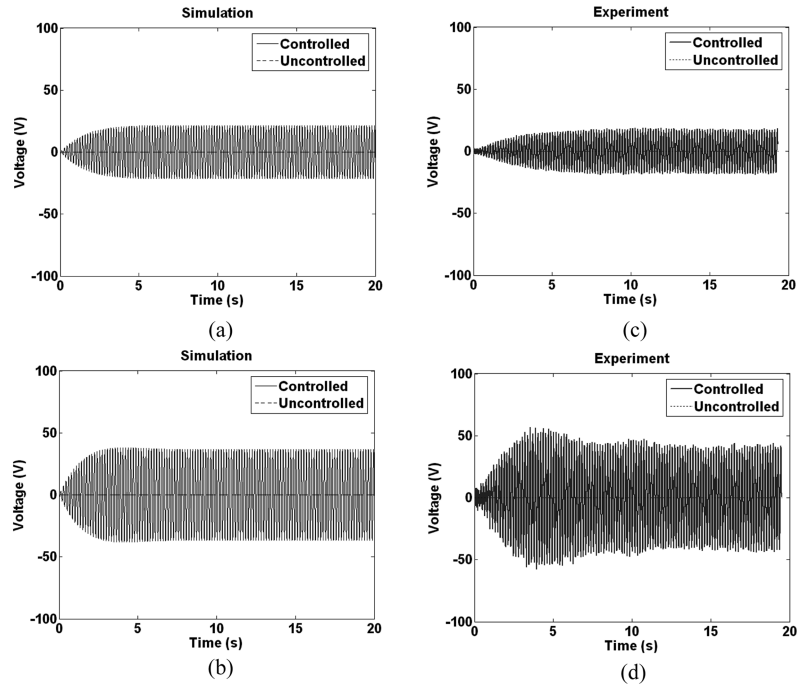 Simulation
Controlled
Uncontrolled
Voltage (V)
100
50
0
-50
-100
0 5 10 15 20
Time (s)
(a)
Experiment
Controlled
Uncontrolled
Voltage (V)
100
50
0
-50
-100
0 5 10 15 20
Time (s)
(c)
Simulation
Controlled
Uncontrolled
Voltage (V)
100
50
0
-50
-100
0 5 10 15 20
Time (s)
(b)
Experiment
Controlled
Uncontrolled
Voltage (V)
100
50
0
-50
-100
0 5 10 15 20
Time (s)
(d)